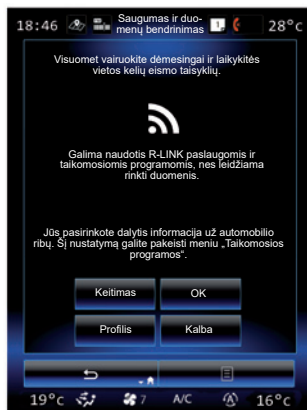 18:46 Saugumas ir duo-
menų bendrinimas 1 28°c
Visuomet vairuokite dėmesingai ir laikykitės
vietos kelių eismo taisyklių.
Galima naudotis R-LINK paslaugomis ir
taikomosiomis programomis, nes leidžiama
rinkti duomenis.
Jūs pasirinkote dalytis informacija už automobilio
ribų. Šį nustatymą galite pakeisti meniu „Taikomosios
programos“.
Keitimas OK
Profilis Kalba
19°c 7 A/C 16°c